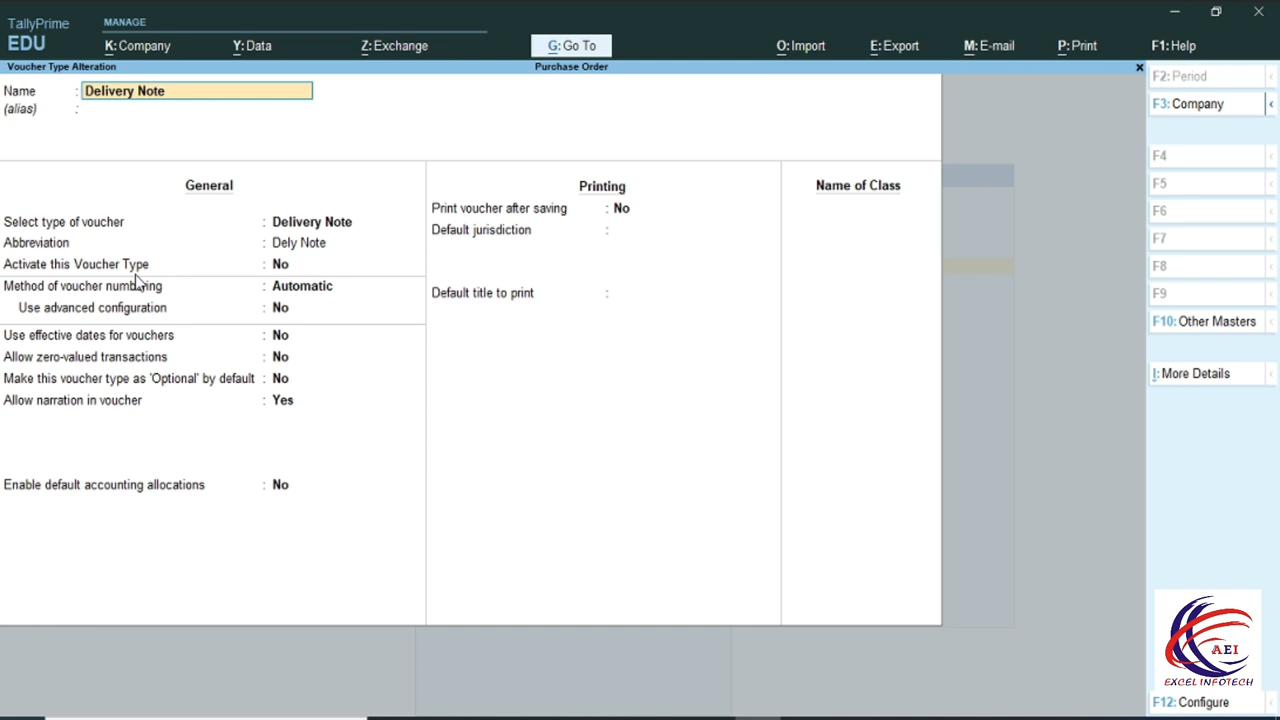 TallyPrime
EDU
MANAGE
K:Company
Y:Data
Z:Exchange
G:Go To
O:Import
E:Export
M:E-mail
P:Print
F1:Help
Voucher Type Alteration
Purchase Order
x
Name : Delivery Note
(alias) :
General
Select type of voucher : Delivery Note
Abbreviation : Dely Note
Activate this Voucher Type : No
Method of voucher numbering : Automatic
Use advanced configuration : No
Use effective dates for vouchers : No
Allow zero-valued transactions : No
Make this voucher type as 'Optional' by default : No
Allow narration in voucher : Yes
Enable default accounting allocations : No
Printing
Print voucher after saving : No
Default jurisdiction :
Default title to print :
Name of Class
F2:Period
F3:Company
F4
F5
F6
F7
F8
F9
F10:Other Masters
I:More Details
AEI
EXCEL INFOTECH
F12:Configure